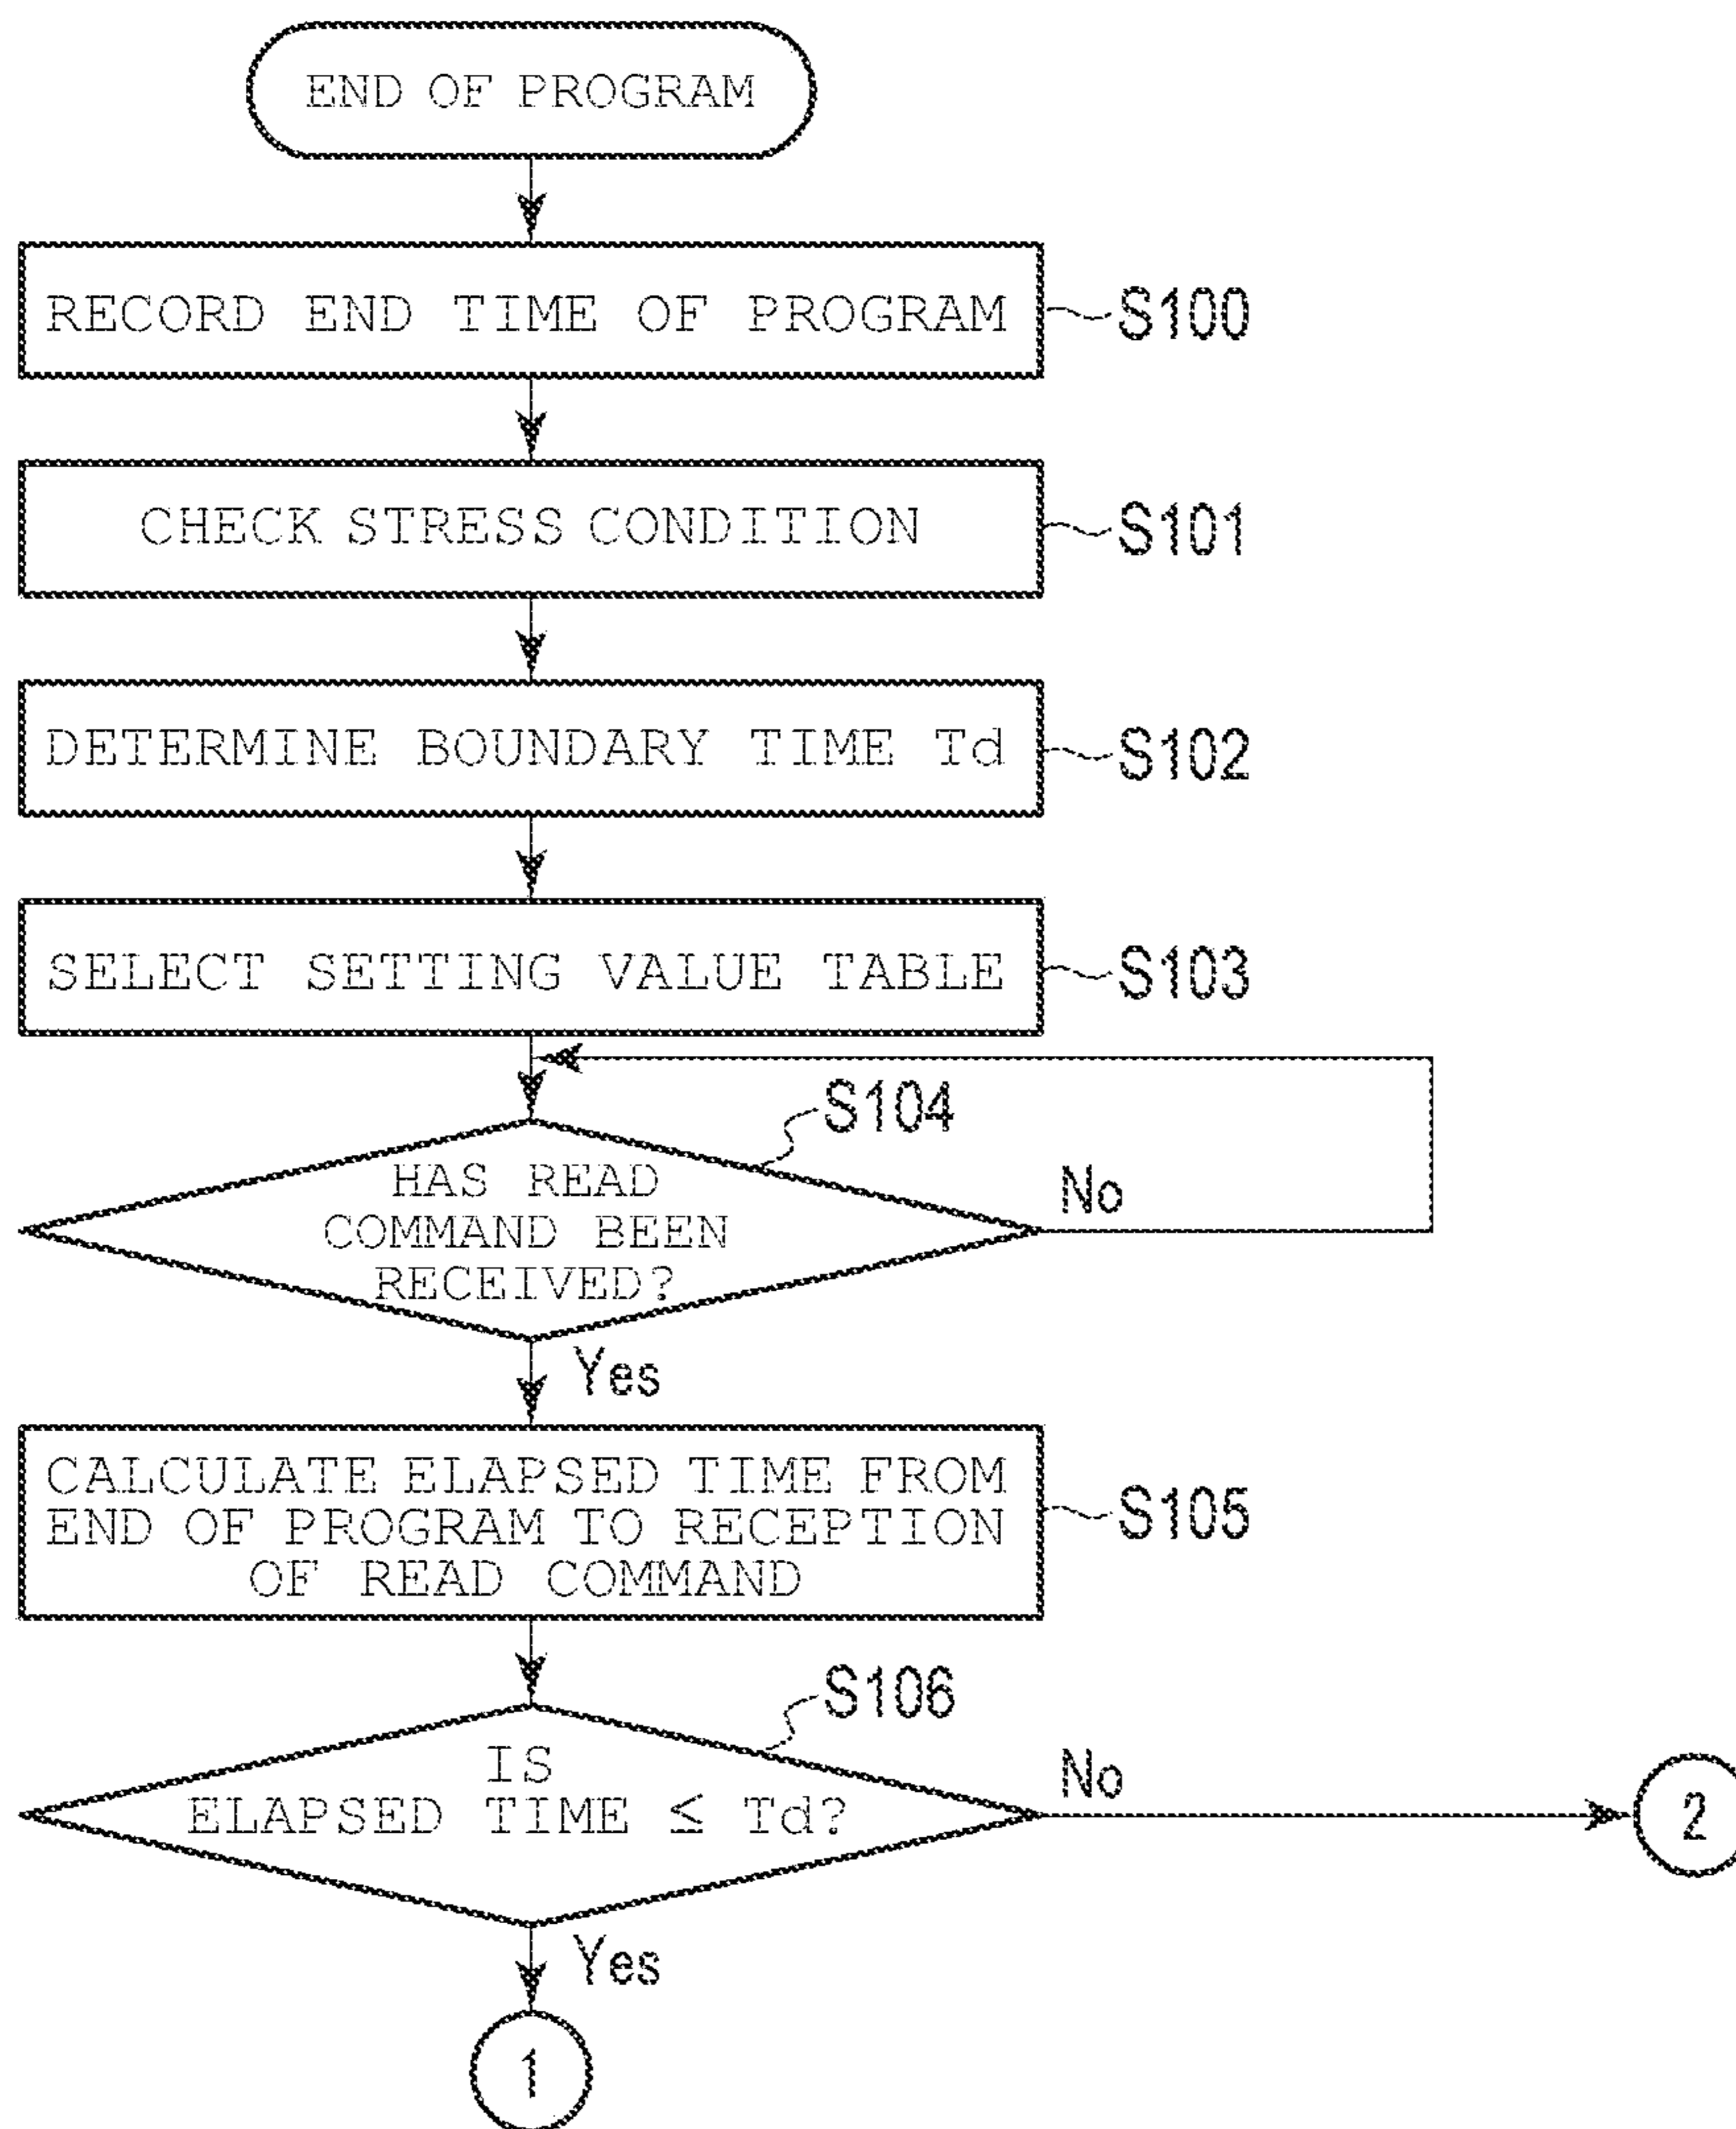 END OF PROGRAM
RECORD END TIME OF PROGRAM
S100
CHECK STRESS CONDITION
S101
DETERMINE BOUNDARY TIME Td
S102
SELECT SETTING VALUE TABLE
S103
S104
HAS READ
COMMAND BEEN
RECEIVED?
No
Yes
CALCULATE ELAPSED TIME FROM
END OF PROGRAM TO RECEPTION
OF READ COMMAND
S105
S106
IS
ELAPSED TIME ≤ Td?
No
2
Yes
1